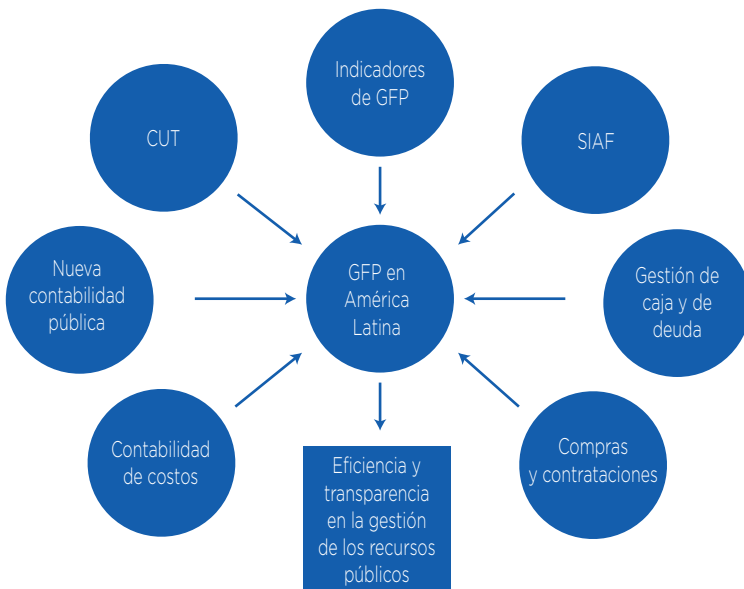 Indicadores
de GFP
CUT
SIAF
Nueva
contabilidad
pública
GFP en
América
Latina
Gestión de
caja y de
deuda
Contabilidad
de costos
Eficiencia y
transparencia
en la gestión
de los recursos
públicos
Compras
y contrataciones